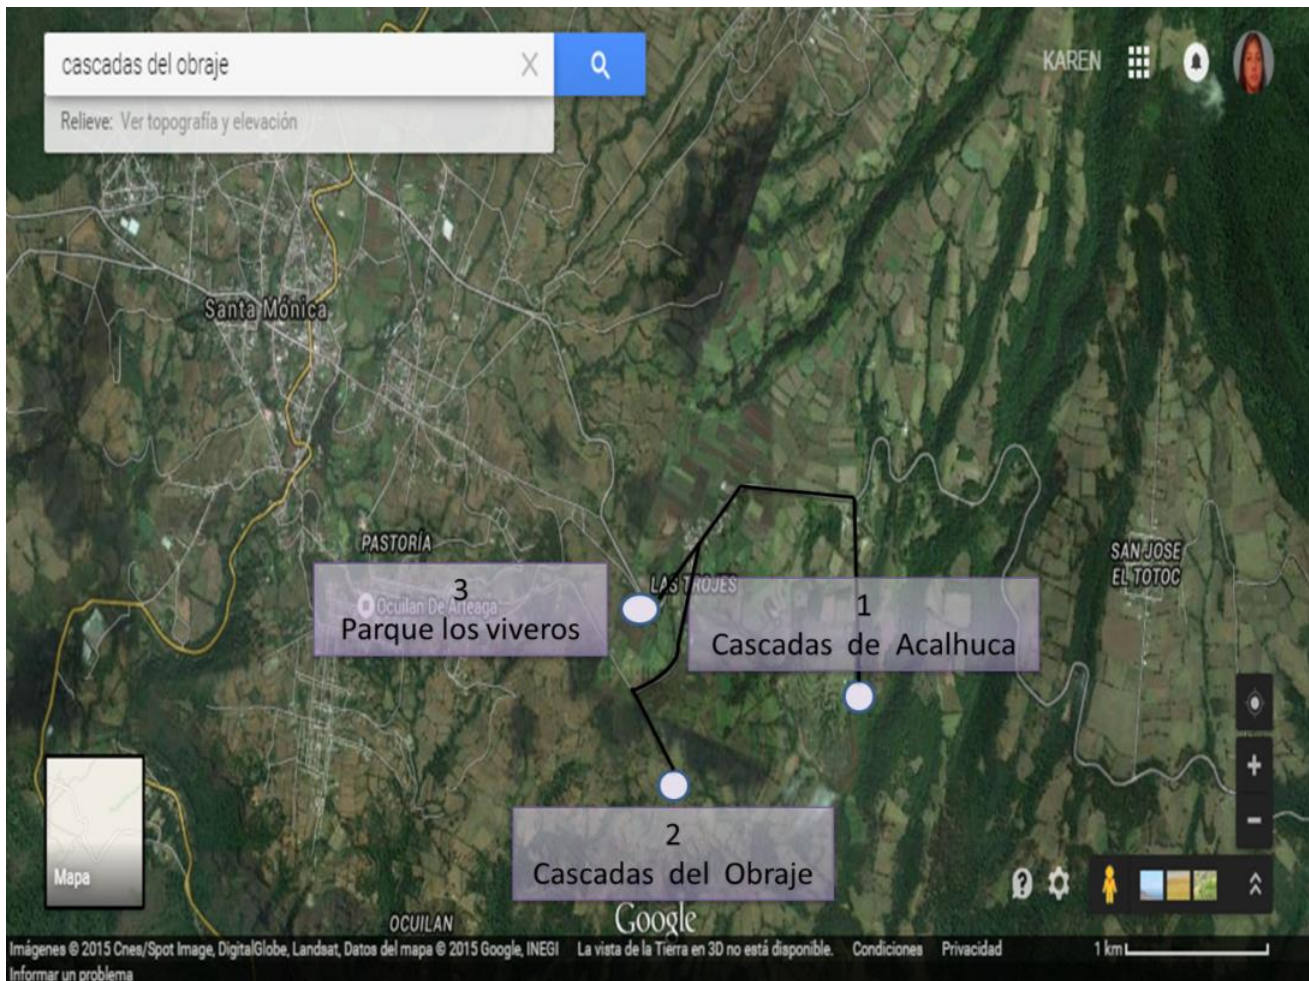 cascadas del obraje
KAREN
Relieve: Ver topografía y elevación
Santa Mónica
PASTORÍA
SAN JOSE
EL TOTOC
LAS TROJES
3
Ocuilan De Arteaga
Parque los viveros
1
Cascadas de Acalhuca
2
Cascadas del Obraje
Mapa
OCUILAN
Google
Imágenes © 2015 Cnes/Spot Image, DigitalGlobe, Landsat, Datos del mapa © 2015 Google, INEGI La vista de la Tierra en 3D no está disponible. Condiciones Privacidad 1 km
Informar un problema